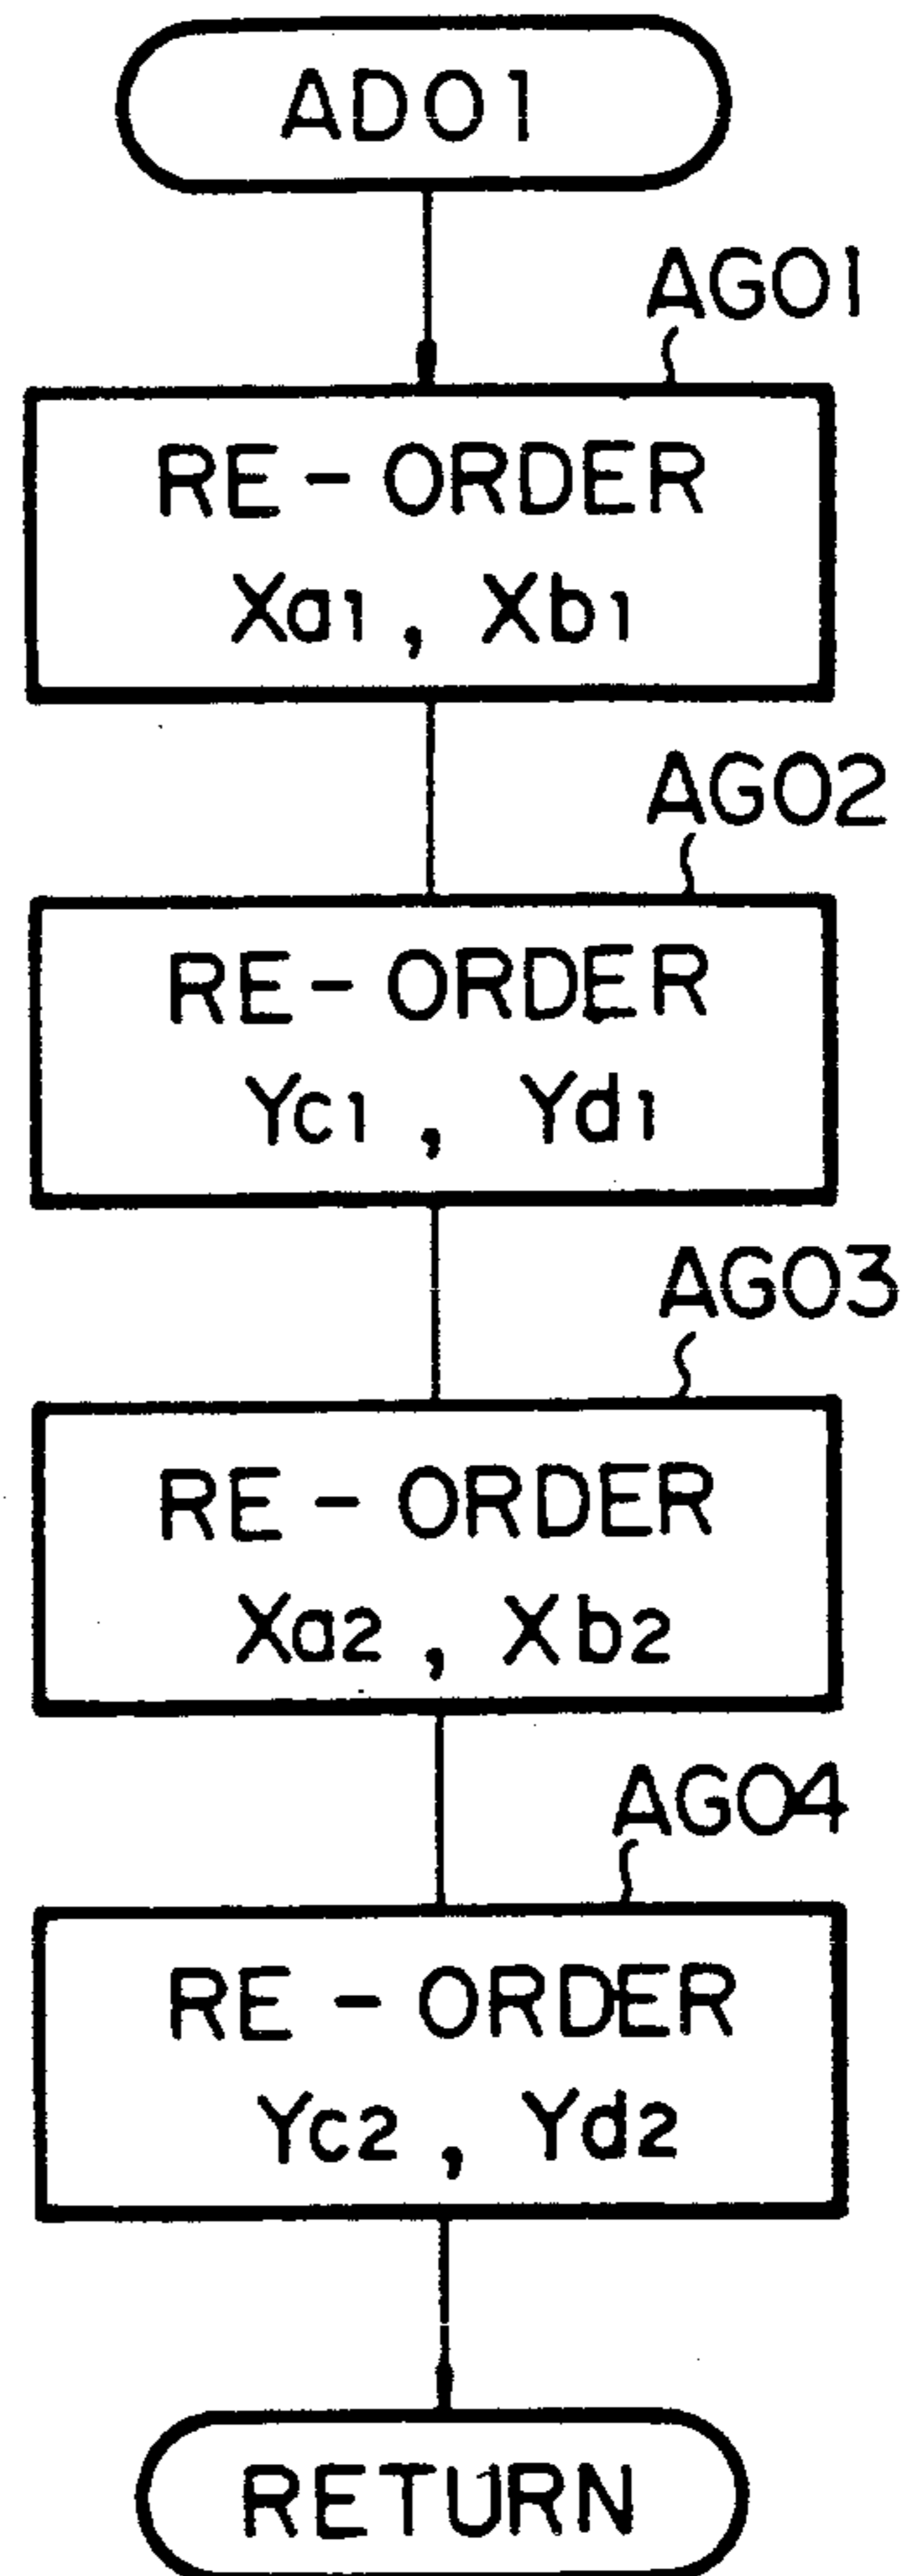 AD01
AG01
RE-ORDER
Xa1, Xb1
AG02
RE-ORDER
Yc1, Yd1
AG03
RE-ORDER
Xa2, Xb2
AG04
RE-ORDER
Yc2, Yd2
RETURN